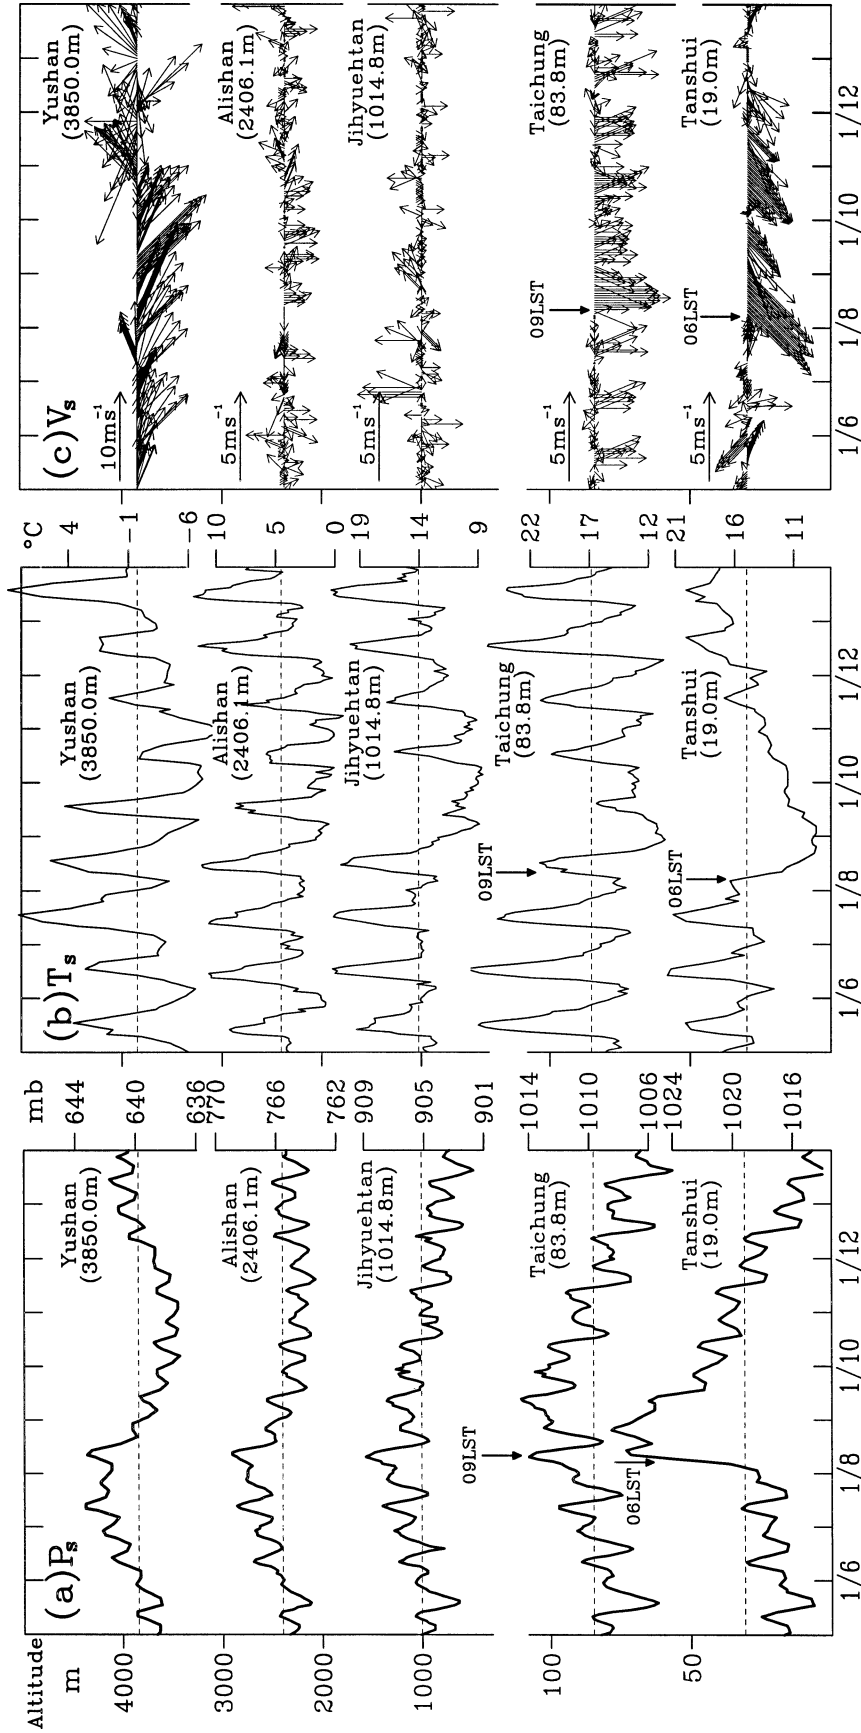 Altitude
m
4000
3000
2000
1000
100
50
(a)Ps
Yushan
(3850.0m)
Alishan
(2406.1m)
Jihyuehtan
(1014.8m)
09LST
Taichung
(83.8m)
06LST
Tanshui
(19.0m)
1/6
1/8
1/10
1/12
mb
644
640
636
770
766
762
909
905
901
1014
1010
1006
1024
1020
1016
(b)Ts
Yushan
(3850.0m)
Alishan
(2406.1m)
Jihyuehtan
(1014.8m)
09LST
Taichung
(83.8m)
06LST
Tanshui
(19.0m)
1/6
1/8
1/10
1/12
°C
4
-1
-6
10
5
0
19
14
9
22
17
12
21
16
11
(c)Vs
10ms-1
Yushan
(3850.0m)
5ms-1
Alishan
(2406.1m)
5ms-1
Jihyuehtan
(1014.8m)
5ms-1
09LST
Taichung
(83.8m)
5ms-1
06LST
Tanshui
(19.0m)
1/6
1/8
1/10
1/12